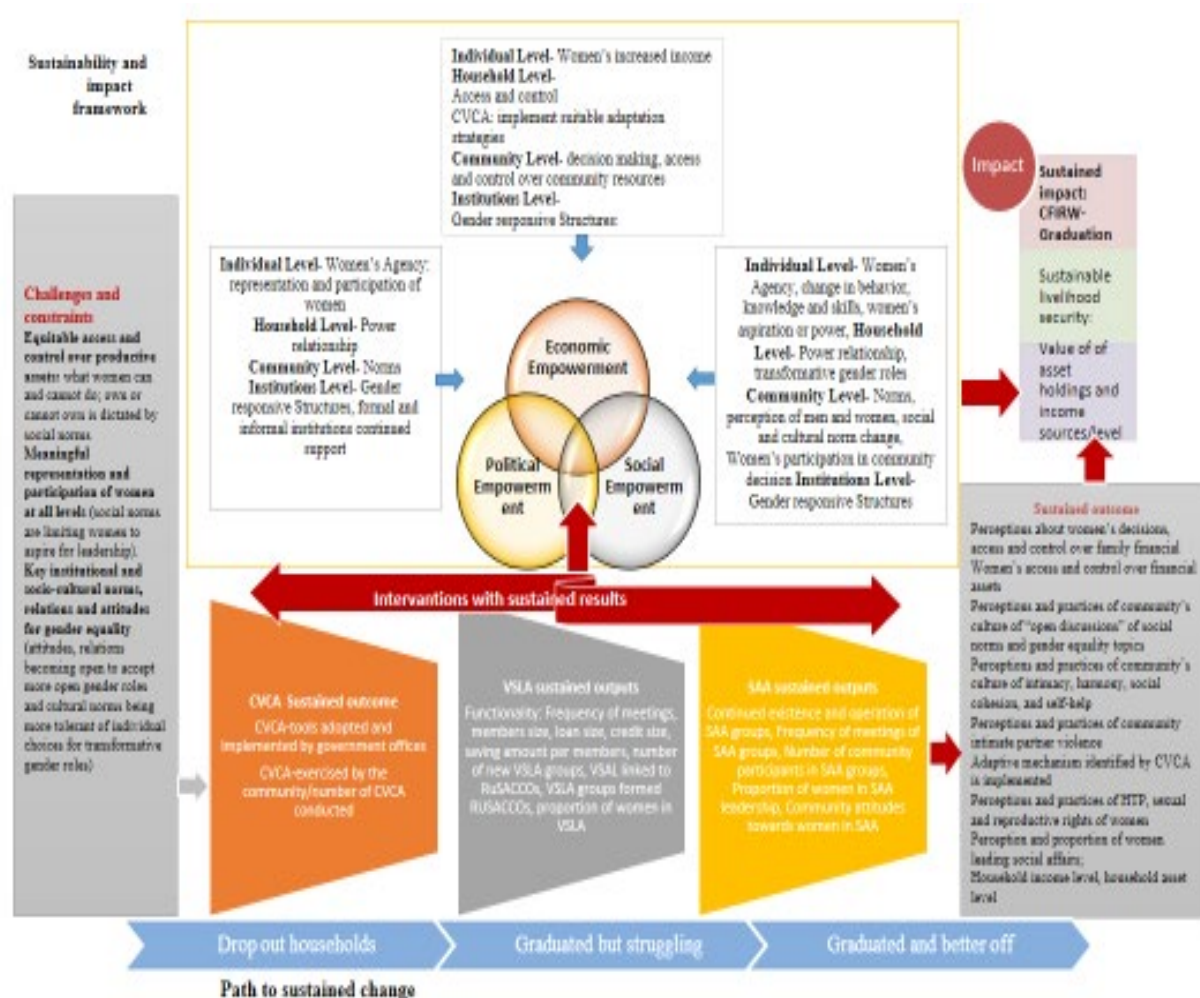 Sustainability and
impact
framework
Individual Level- Women's increased income
Household Level-
Access and control
CVCA: implement suitable adaptation
strategies
Community Level- decision making, access
and control over community resources
Institutions Level-
Gender responsive Structures:
Impact
Sustained
impact:
CFIRW-
Graduation
Sustainable
livelihood
security:
Value of of
asset
holdings and
income
sources/level
Individual Level- Women's Agency:
representation and participation of
women
Household Level- Power
relationship
Community Level- Norms
Institutions Level- Gender
responsive Structures, formal and
informal institutions continued
support
Individual Level- Women's
Agency, change in behavior,
knowledge and skills, women's
aspiration or power, Household
Level- Power relationship,
transformative gender roles
Community Level- Norms,
perception of men and women, social
and cultural norm change,
Women's participation in community
decision Institutions Level-
Gender responsive Structures
Economic
Empowerment
Political
Empowerm
ent
Social
Empowerm
ent
Challenges and
constraints
Equitable access and
control over productive
assets: what women can
and cannot do; own or
cannot own is dictated by
social norms
Meaningful
representation and
participation of women
at all levels (social norms
are limiting women to
aspire for leadership).
Key institutional and
socio-cultural norms,
relations and attitudes
for gender equality
(attitudes, relations
becoming open to accept
more open gender roles
and cultural norms being
more tolerant of individual
choices for transformative
gender roles)
Intervantions with sustained results
CVCA Sustained outcome
CVCA-tools adopted and
implemented by government offices
CVCA-exercised by the
community/number of CVCA
conducted
VSLA sustained outputs
Functionality: Frequency of meetings,
members size, loan size, credit size,
saving amount per members, number
of new VSLA groups, VSAL linked to
RuSACCOs, VSLA groups formed
RUSACCOs, proportion of women in
VSLA
SAA sustained outputs
Continued existence and operation of
SAA groups, Frequency of meetings of
SAA groups, Number of community
participants in SAA groups,
Proportion of women in SAA
leadership, Community attitudes
towards women in SAA
Sustained outcome
Perceptions about women's decisions,
access and control over family financial
Women's access and control over financial
assets
Perceptions and practices of community's
culture of "open discussions" of social
norms and gender equality topics
Perceptions and practices of community's
culture of intimacy, harmony, social
cohesion, and self-help
Perceptions and practices of community
intimate partner violence
Adaptive mechanism identified by CVCA
is implemented
Perceptions and practices of HTP, sexual
and reproductive rights of women
Perception and proportion of women
leading social affairs;
Household income level, household asset
level
Drop out households
Graduated but struggling
Graduated and better off
Path to sustained change